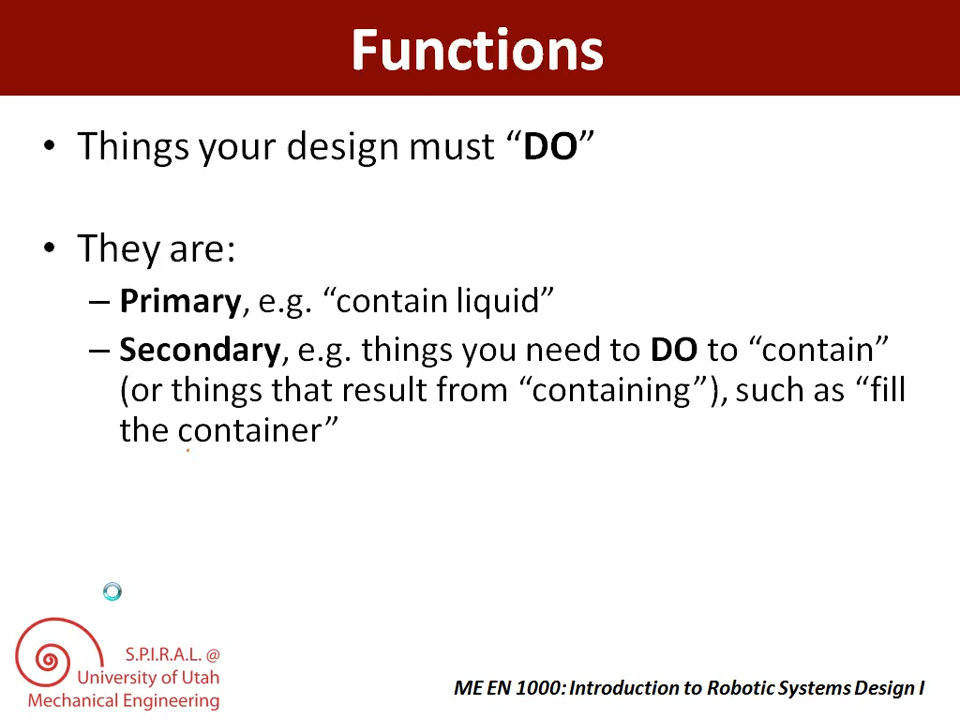 Functions
• Things your design must “DO”
• They are:
– Primary, e.g. “contain liquid”
– Secondary, e.g. things you need to DO to “contain”
(or things that result from “containing”), such as “fill
the container”
S.P.I.R.A.L. @
University of Utah
Mechanical Engineering
ME EN 1000: Introduction to Robotic Systems Design I